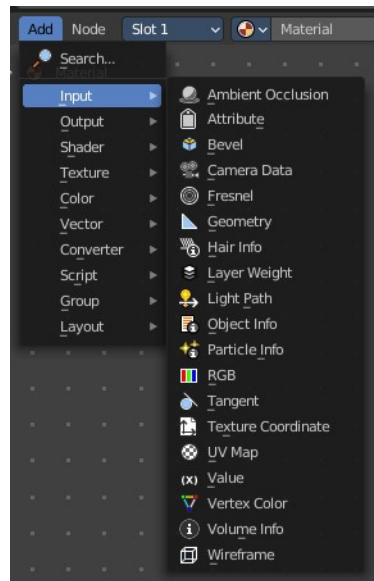 Add Node Slot 1 Material
Search...
Material
Input
Output
Shader
Texture
Color
Vector
Converter
Script
Group
Layout
Ambient Occlusion
Attribute
Bevel
Camera Data
Fresnel
Geometry
Hair Info
Layer Weight
Light Path
Object Info
Particle Info
RGB
Tangent
Texture Coordinate
UV Map
(x) Value
Vertex Color
Volume Info
Wireframe